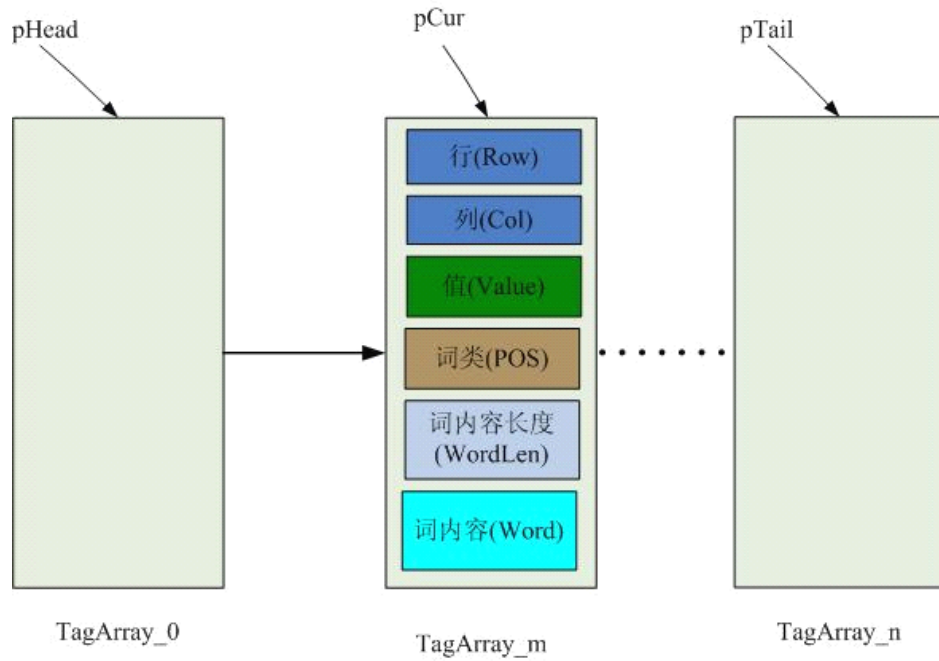 pHead
pCur
pTail
行(Row)
列(Col)
值(Value)
词类(POS)
词内容长度
(WordLen)
词内容(Word)
TagArray_0
TagArray_m
TagArray_n